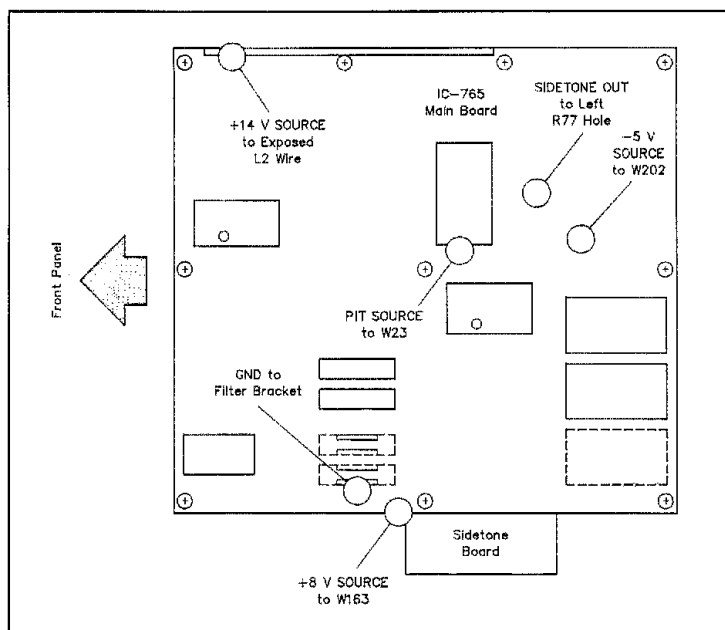 IC-765
Main Board
SIDETONE OUT
to Left
R77 Hole
+14 V SOURCE
to Exposed
L2 Wire
-5 V
SOURCE
to W202
Front Panel
PIT SOURCE
to W23
GND to
Filter Bracket
Sidetone
Board
+8 V SOURCE
to W163